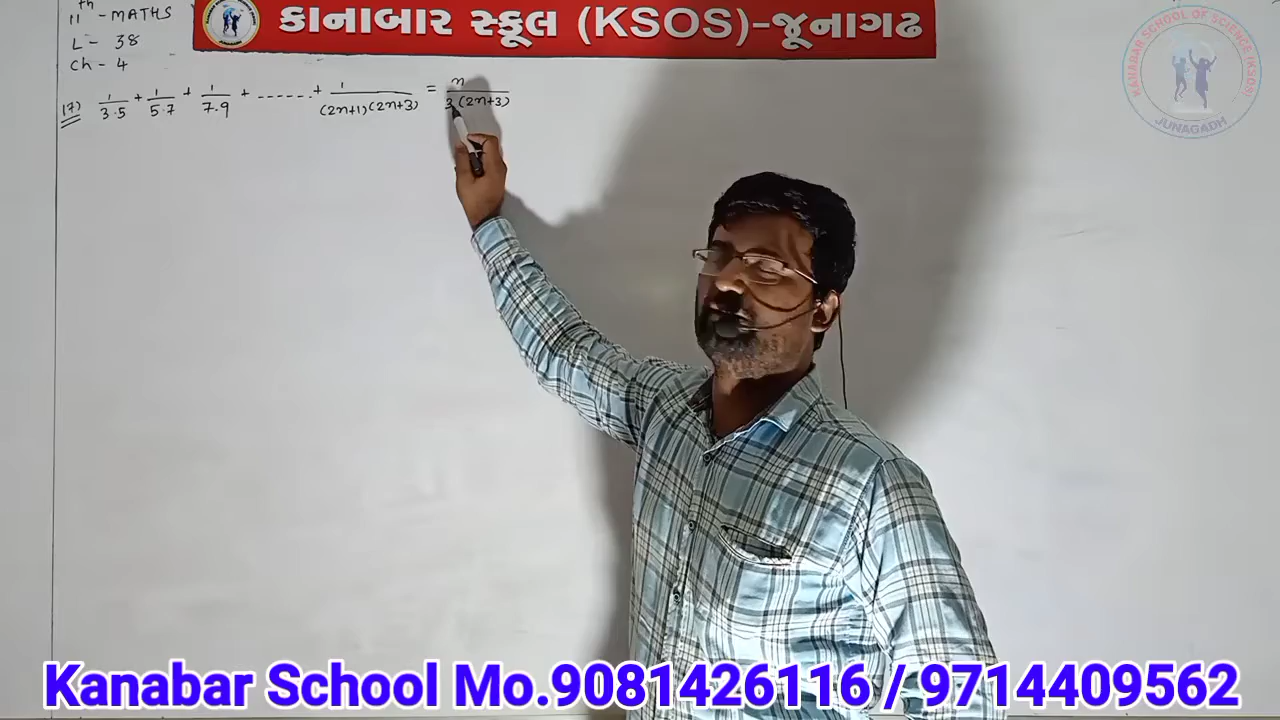 11th - MATHS
L - 38
Ch - 4
કાનાબાર સ્કૂલ (KSOS)-જૂનાગઢ
KANABAR SCHOOL OF SCIENCE (KSOS)
JUNAGADH
17) 1/3·5 + 1/5·7 + 1/7·9 + ...... + 1/(2n+1)(2n+3) = n/3(2n+3)
Kanabar School Mo.9081426116 / 9714409562